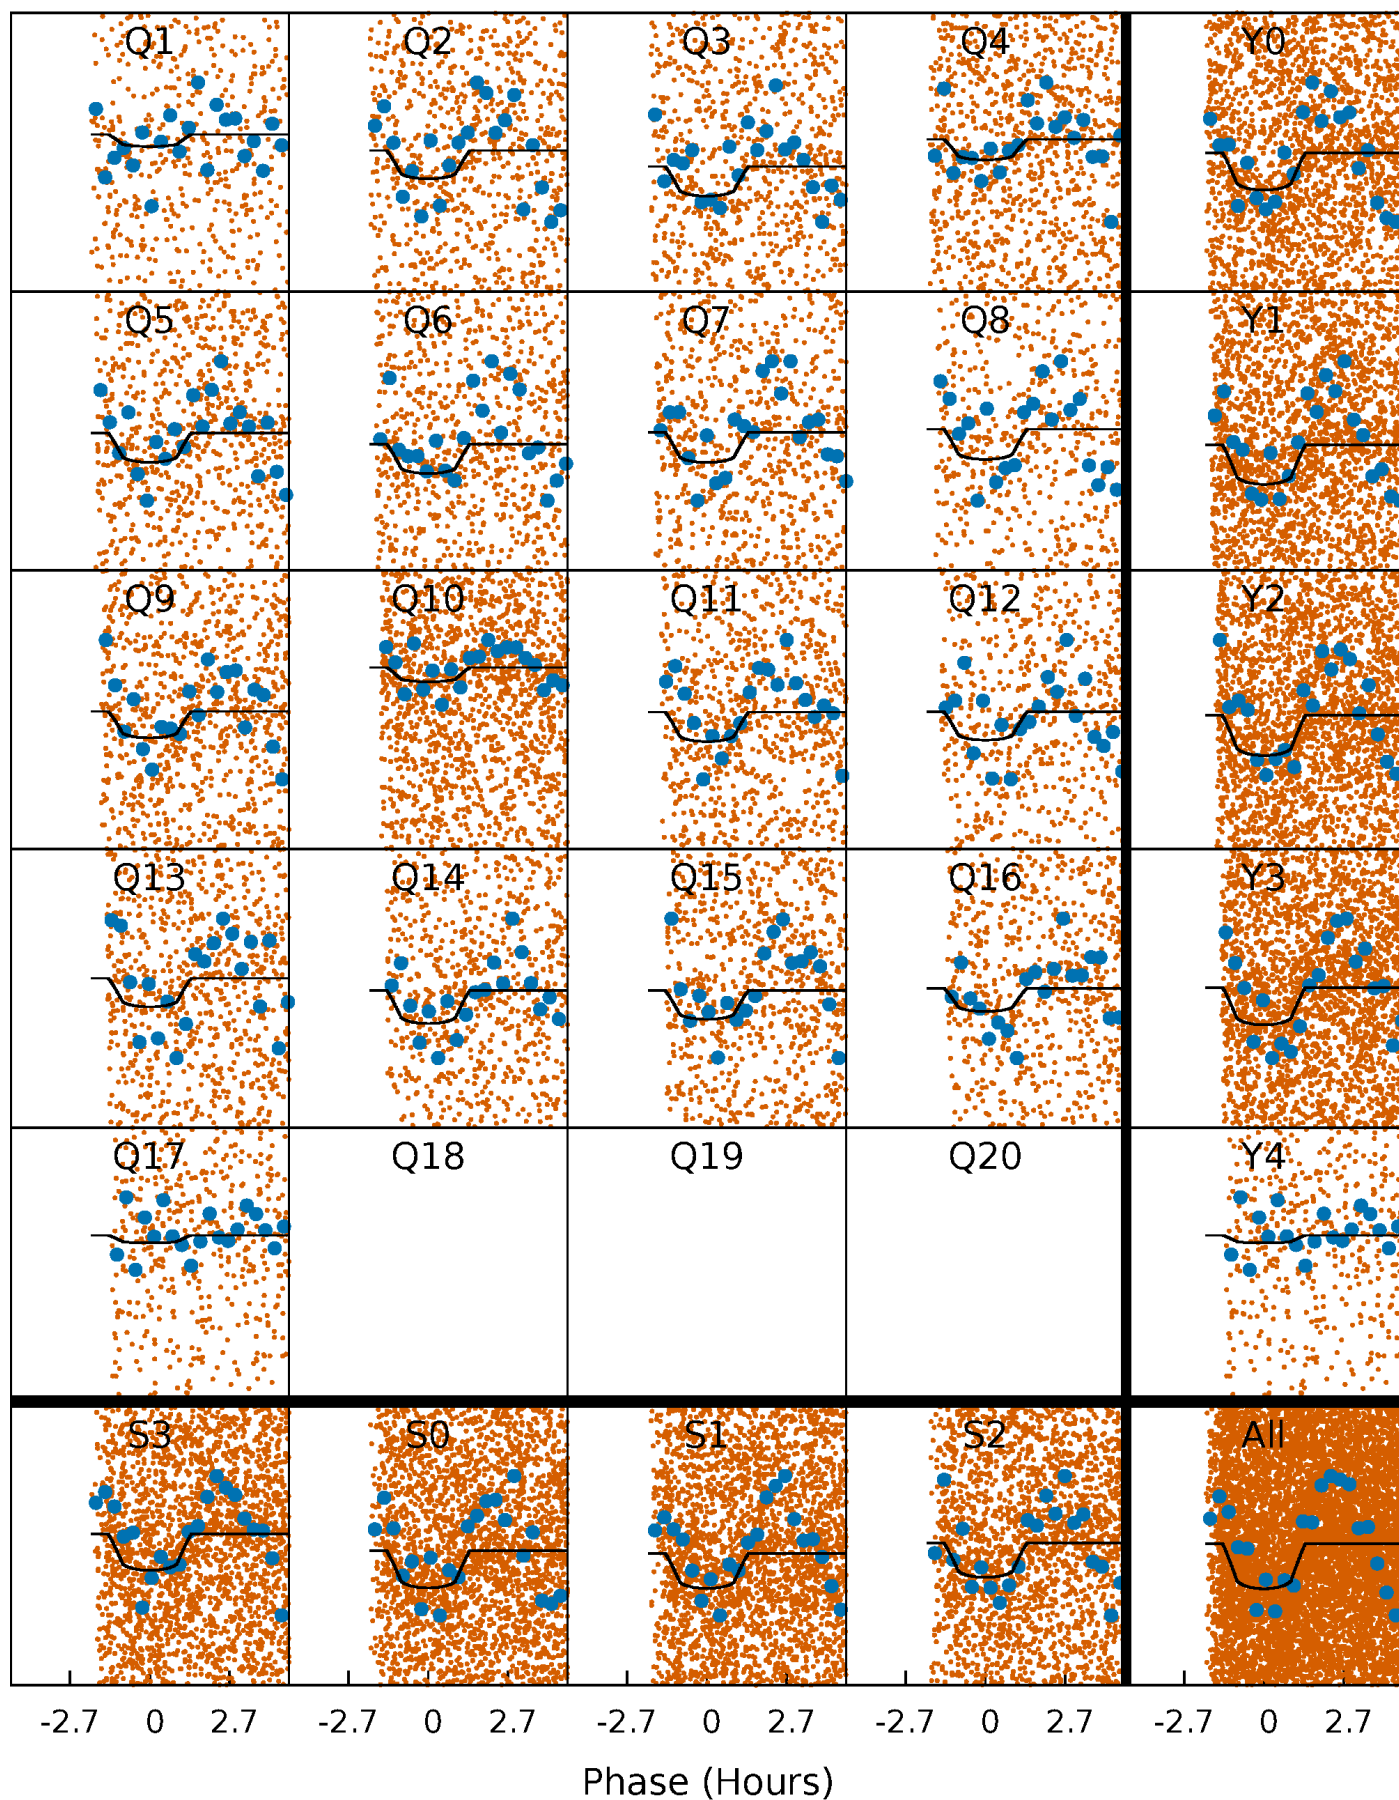 Q1 Q2 Q3 Q4 Y0
Q5 Q6 Q7 Q8 Y1
Q9 Q10 Q11 Q12 Y2
Q13 Q14 Q15 Q16 Y3
Q17 Q18 Q19 Q20 Y4
S3 S0 S1 S2 All
-2.7 0 2.7 -2.7 0 2.7 -2.7 0 2.7 -2.7 0 2.7 -2.7 0 2.7
Phase (Hours)